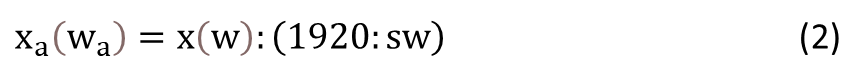 xₐ(wₐ) = x(w): (1920: sw) (2)